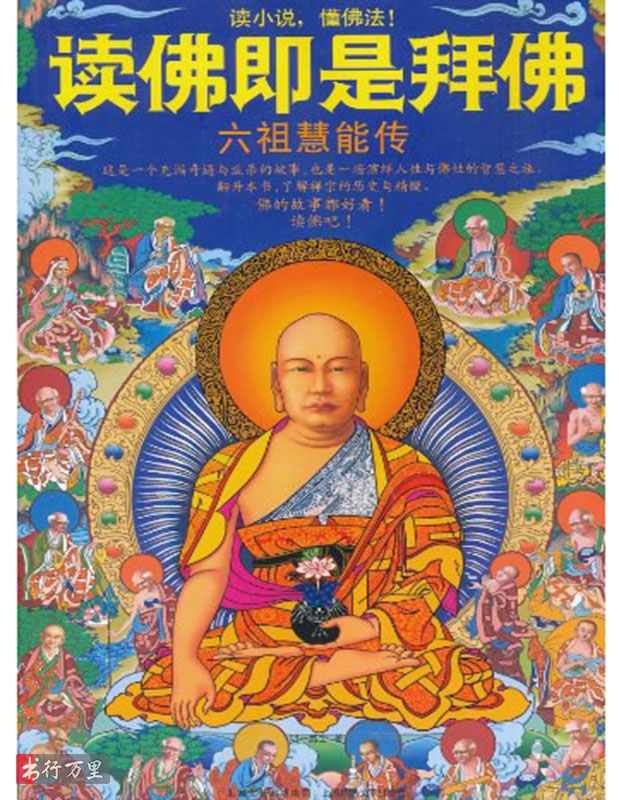 读小说，懂佛法！
读佛即是拜佛
六祖慧能传
这是一个充满奇遇与巫杀的故事，也是一场演绎人性与佛性的智慧之旅。
翻开本书，了解禅宗的历史与精髓。
佛的故事都好看！
读佛吧！
书行万里